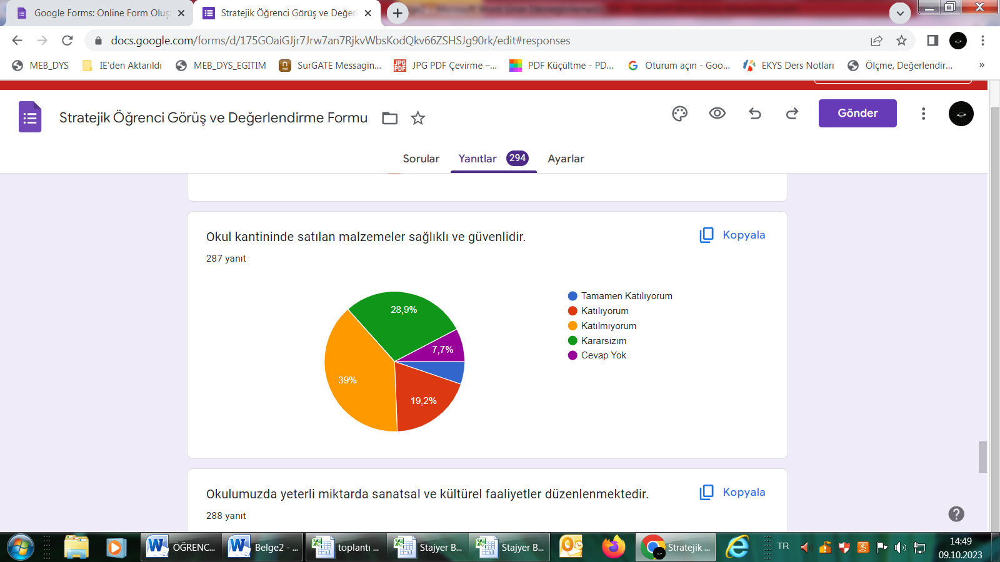 Google Forms: Online Form Oluşt
Stratejik Öğrenci Görüş ve Değerl
docs.google.com/forms/d/175GOaiGJjr7Jrw7an7RjkvWbsKodQkv66ZSHSJg90rk/edit#responses
MEB_DYS
IE'den Aktarıldı
MEB_DYS_EGITIM
SurGATE Messagin...
JPG PDF
JPG PDF Çevirme –...
PDF Küçültme - PD...
Oturum açın - Goo...
EKYS Ders Notları
Ölçme, Değerlendir...
»
Stratejik Öğrenci Görüş ve Değerlendirme Formu
Gönder
Sorular
Yanıtlar 294
Ayarlar
Okul kantininde satılan malzemeler sağlıklı ve güvenlidir.
Kopyala
287 yanıt
28,9%
7,7%
39%
19,2%
Tamamen Katılıyorum
Katılıyorum
Katılmıyorum
Kararsızım
Cevap Yok
Okulumuzda yeterli miktarda sanatsal ve kültürel faaliyetler düzenlenmektedir.
Kopyala
288 yanıt
ÖĞRENC...
Belge2 - ...
toplantı ...
Stajyer B...
Stajyer B...
Stratejik ...
TR
14:49
09.10.2023